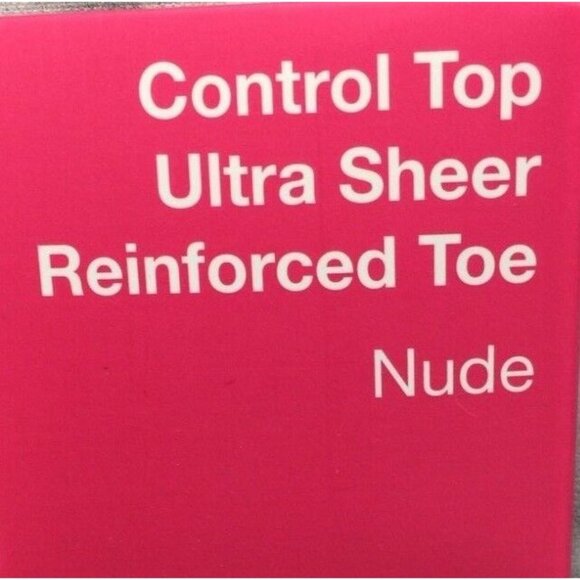 Control Top
Ultra Sheer
Reinforced Toe
Nude